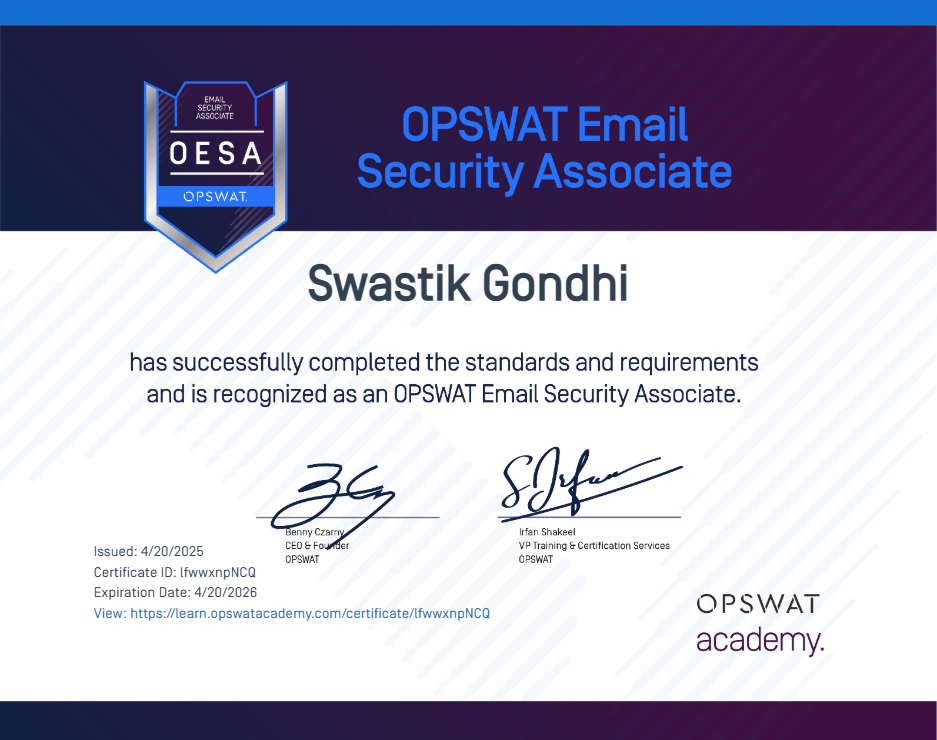 EMAIL
SECURITY
ASSOCIATE
OESA
OPSWAT.
OPSWAT Email
Security Associate
Swastik Gondhi
has successfully completed the standards and requirements
and is recognized as an OPSWAT Email Security Associate.
Benny Czarny
CEO & Founder
OPSWAT
Irfan Shakeel
VP Training & Certification Services
OPSWAT
Issued: 4/20/2025
Certificate ID: lfwwxnpNCQ
Expiration Date: 4/20/2026
View: https://learn.opswatacademy.com/certificate/lfwwxnpNCQ
OPSWAT
academy.